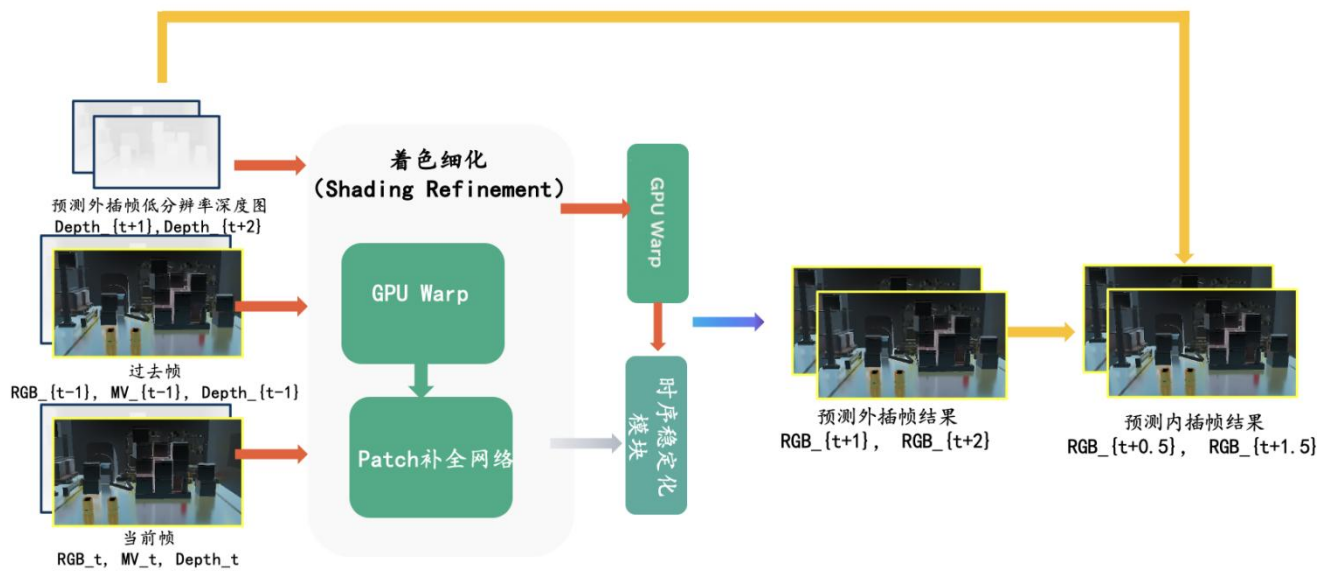 预测外插帧低分辨率深度图
Depth_{t+1},Depth_{t+2}
过去帧
RGB_{t-1}, MV_{t-1}, Depth_{t-1}
当前帧
RGB_t, MV_t, Depth_t
着色细化
(Shading Refinement)
GPU Warp
Patch补全网络
GPU Warp
时序稳定化
模块
预测外插帧结果
RGB_{t+1}, RGB_{t+2}
预测内插帧结果
RGB_{t+0.5}, RGB_{t+1.5}